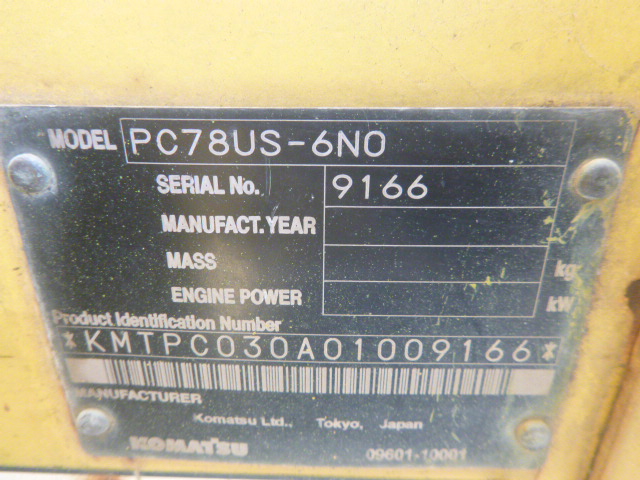 MODEL PC78US-6N0
SERIAL No. 9166
MANUFACT.YEAR
MASS kg
ENGINE POWER kW
Product Identification Number
*KMTPC030A01009166*
MANUFACTURER
Komatsu Ltd., Tokyo, Japan
KOMATSU 09601-10001